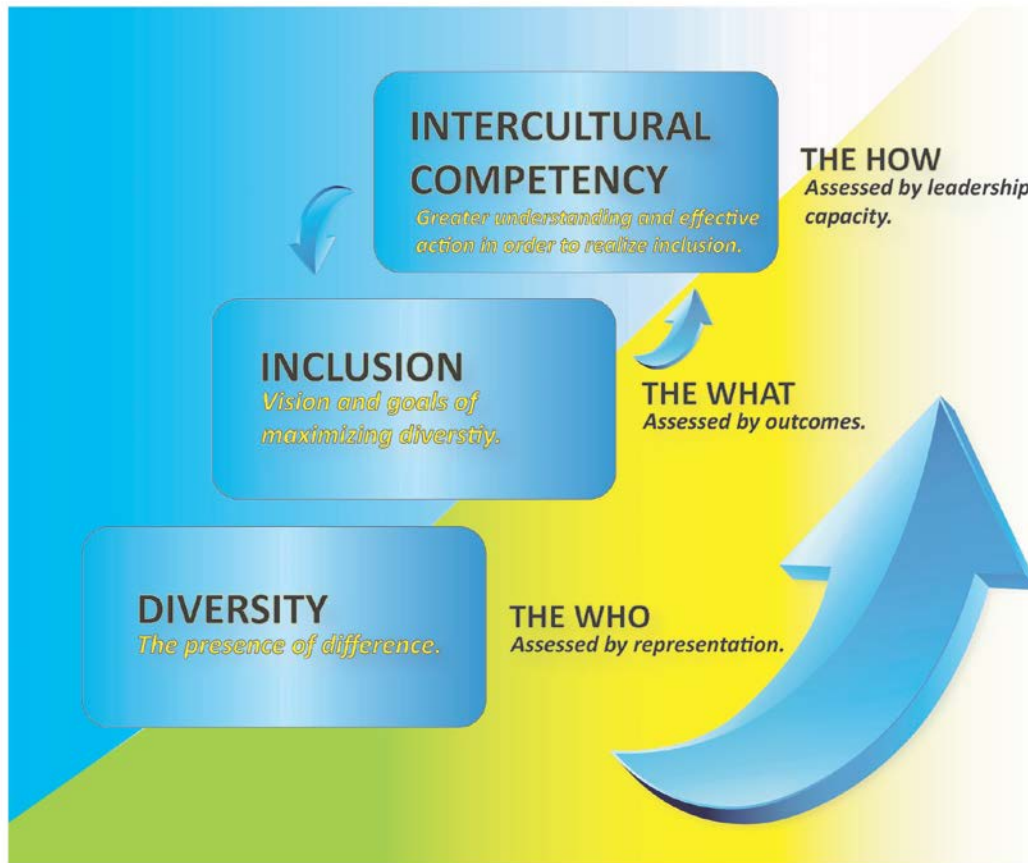 INTERCULTURAL
COMPETENCY
Greater understanding and effective
action in order to realize inclusion.
THE HOW
Assessed by leadership
capacity.
INCLUSION
Vision and goals of
maximizing diverstiy.
THE WHAT
Assessed by outcomes.
DIVERSITY
The presence of difference.
THE WHO
Assessed by representation.